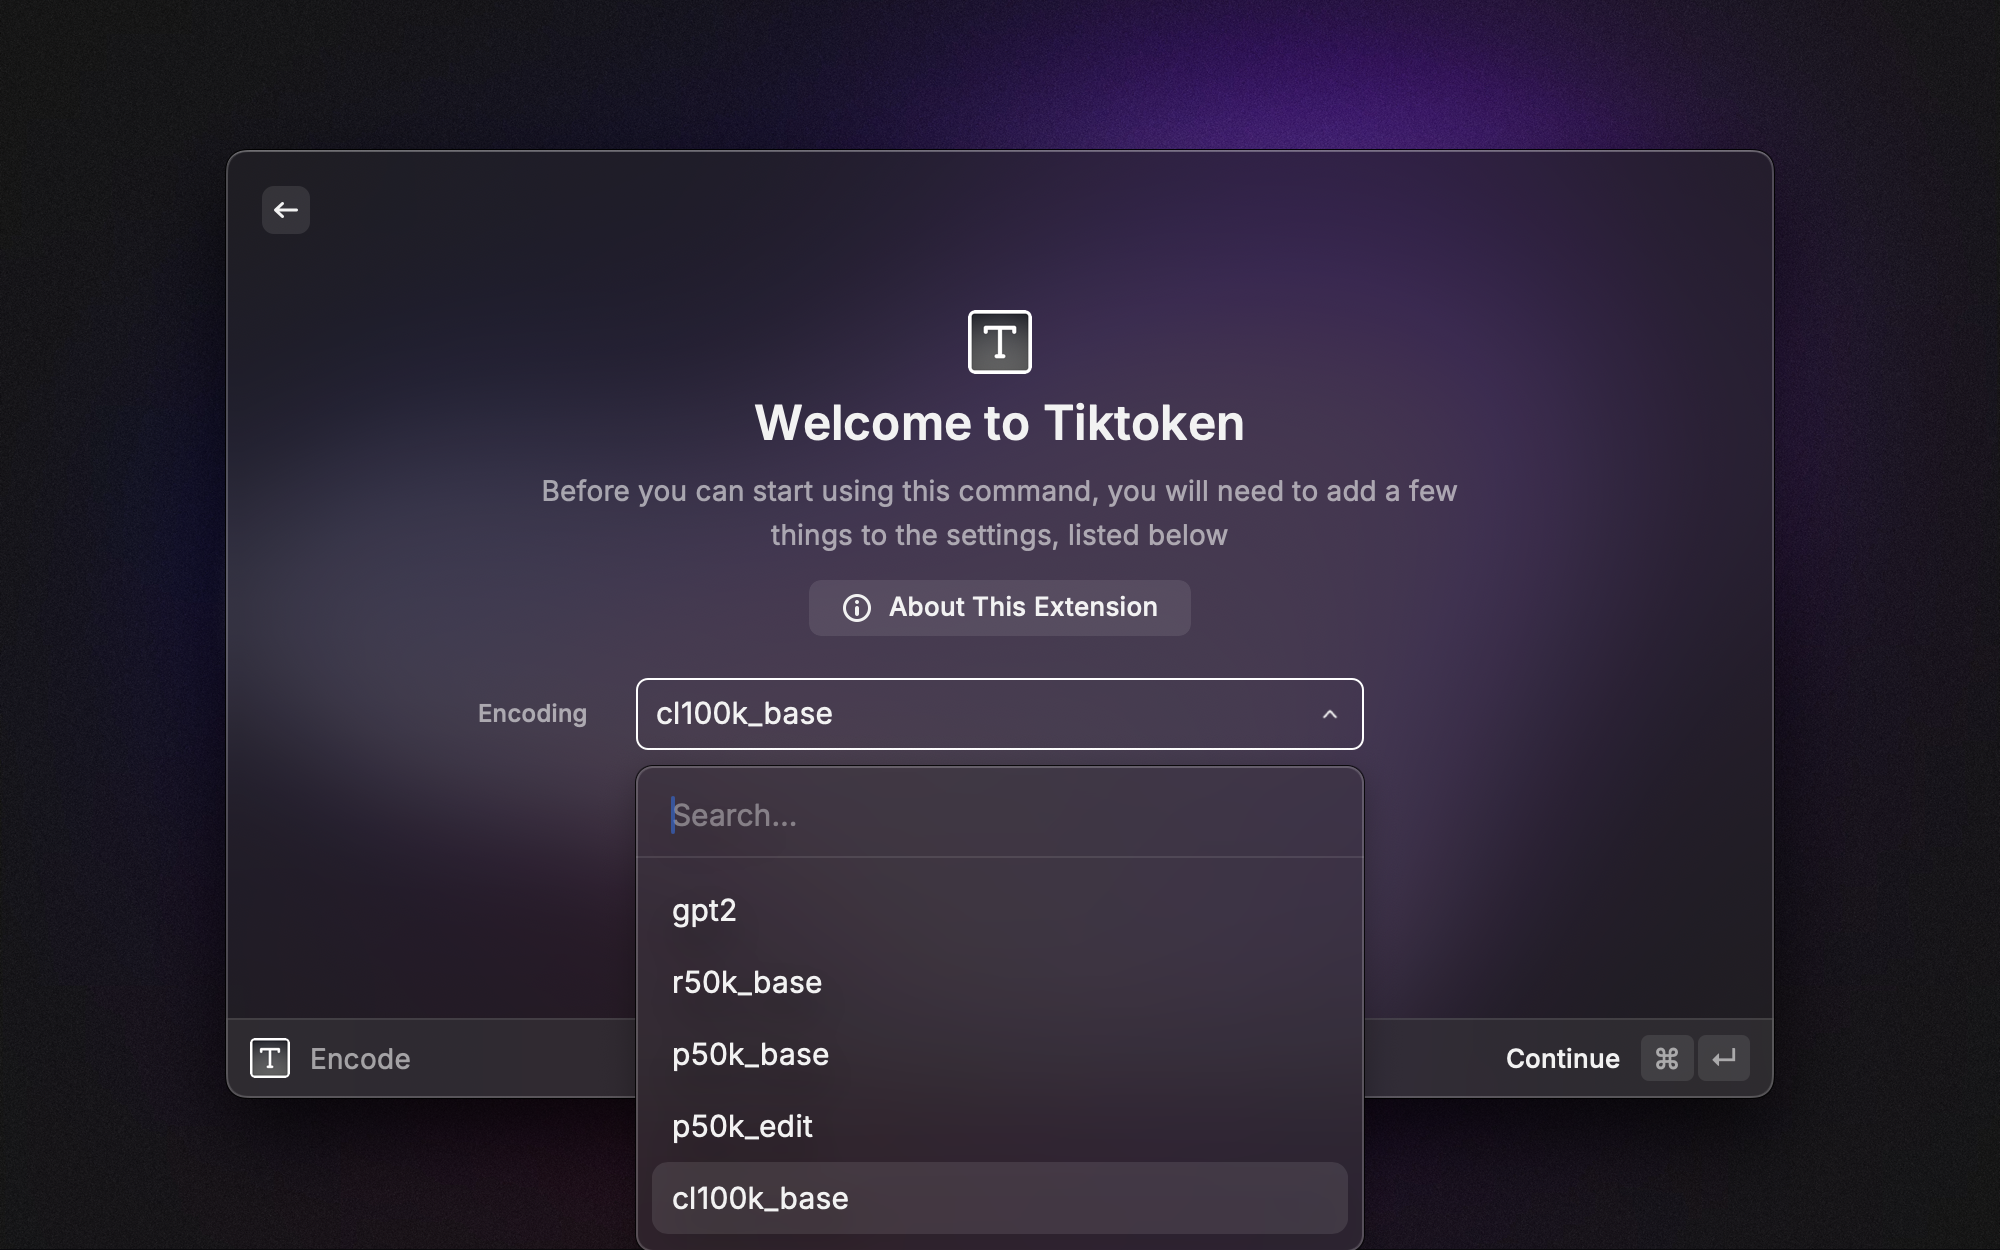 T
Welcome to Tiktoken
Before you can start using this command, you will need to add a few
things to the settings, listed below
About This Extension
Encoding
cl100k_base
Search...
gpt2
r50k_base
p50k_base
p50k_edit
cl100k_base
T Encode
Continue ⌘ ↵